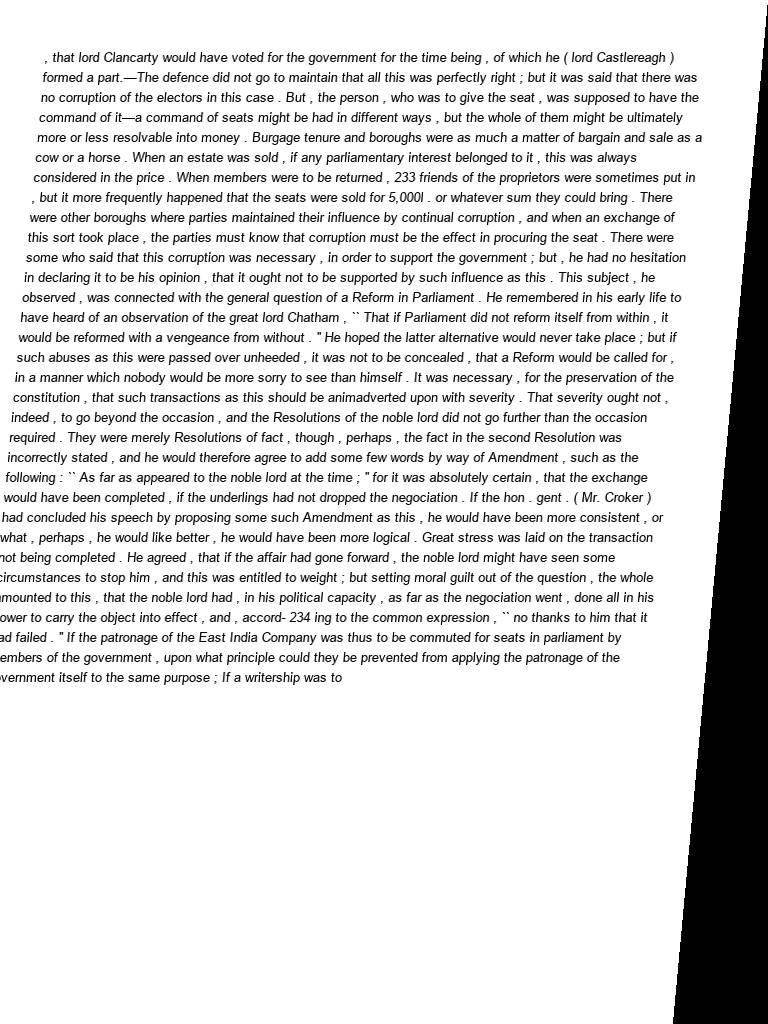 , that lord Clancarty would have voted for the government for the time being , of which he ( lord Castlereagh )
formed a part.—The defence did not go to maintain that all this was perfectly right ; but it was said that there was
no corruption of the electors in this case . But , the person , who was to give the seat , was supposed to have the
command of it—a command of seats might be had in different ways , but the whole of them might be ultimately
more or less resolvable into money . Burgage tenure and boroughs were as much a matter of bargain and sale as a
cow or a horse . When an estate was sold , if any parliamentary interest belonged to it , this was always
considered in the price . When members were to be returned , 233 friends of the proprietors were sometimes put in
, but it more frequently happened that the seats were sold for 5,000l . or whatever sum they could bring . There
were other boroughs where parties maintained their influence by continual corruption , and when an exchange of
this sort took place , the parties must know that corruption must be the effect in procuring the seat . There were
some who said that this corruption was necessary , in order to support the government ; but , he had no hesitation
in declaring it to be his opinion , that it ought not to be supported by such influence as this . This subject , he
observed , was connected with the general question of a Reform in Parliament . He remembered in his early life to
have heard of an observation of the great lord Chatham , `` That if Parliament did not reform itself from within , it
would be reformed with a vengeance from without . " He hoped the latter alternative would never take place ; but if
such abuses as this were passed over unheeded , it was not to be concealed , that a Reform would be called for ,
in a manner which nobody would be more sorry to see than himself . It was necessary , for the preservation of the
constitution , that such transactions as this should be animadverted upon with severity . That severity ought not ,
indeed , to go beyond the occasion , and the Resolutions of the noble lord did not go further than the occasion
required . They were merely Resolutions of fact , though , perhaps , the fact in the second Resolution was
incorrectly stated , and he would therefore agree to add some few words by way of Amendment , such as the
following : `` As far as appeared to the noble lord at the time ; " for it was absolutely certain , that the exchange
would have been completed , if the underlings had not dropped the negociation . If the hon . gent . ( Mr. Croker )
had concluded his speech by proposing some such Amendment as this , he would have been more consistent , or
what , perhaps , he would like better , he would have been more logical . Great stress was laid on the transaction
not being completed . He agreed , that if the affair had gone forward , the noble lord might have seen some
circumstances to stop him , and this was entitled to weight ; but setting moral guilt out of the question , the whole
amounted to this , that the noble lord had , in his political capacity , as far as the negociation went , done all in his
ower to carry the object into effect , and , accord- 234 ing to the common expression , `` no thanks to him that it
ad failed . " If the patronage of the East India Company was thus to be commuted for seats in parliament by
embers of the government , upon what principle could they be prevented from applying the patronage of the
vernment itself to the same purpose ; If a writership was to